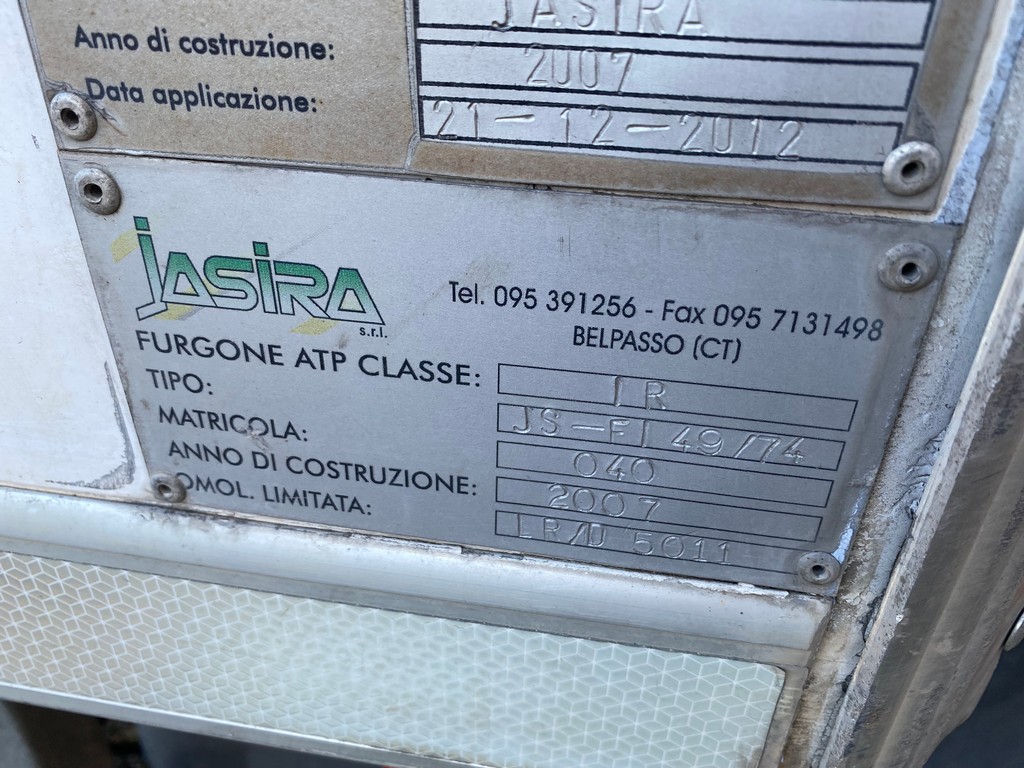 JASIRA
Anno di costruzione: 2007
Data applicazione: 21-12-2012
JASIRA s.r.l.
Tel. 095 391256 - Fax 095 7131498
BELPASSO (CT)
FURGONE ATP CLASSE: IR
TIPO: JS-FI 49/74
MATRICOLA: 040
ANNO DI COSTRUZIONE: 2007
OMOL. LIMITATA: LR/D 5011